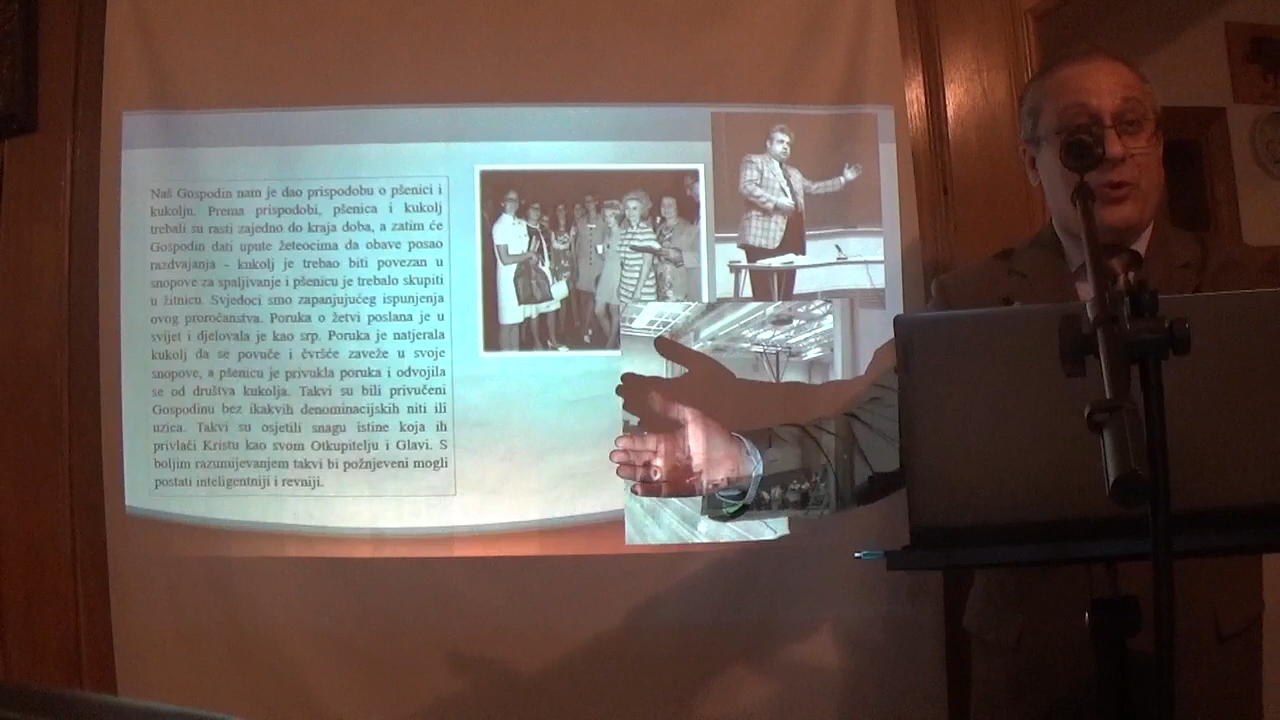 Naš Gospodin nam je dao prispodobu o pšenici i
kukolju. Prema prispodobi, pšenica i kukolj
trebali su rasti zajedno do kraja doba, a zatim će
Gospodin dati upute žeteocima da obave posao
razdvajanja - kukolj je trebao biti povezan u
snopove za spaljivanje i pšenicu je trebalo skupiti
u žitnicu. Svjedoci smo zapanjujućeg ispunjenja
ovog proročanstva. Poruka o žetvi poslana je u
svijet i djelovala je kao srp. Poruka je natjerala
kukolj da se povuče i čvršće zaveže u svoje
snopove, a pšenicu je privukla poruka i odvojila
se od društva kukolja. Takvi su bili privučeni
Gospodinu bez ikakvih denominacijskih niti ili
uzica. Takvi su osjetili snagu istine koja ih
privlači Kristu kao svom Otkupitelju i Glavi. S
boljim razumijevanjem takvi bi požnjeveni mogli
postati inteligentniji i revniji.